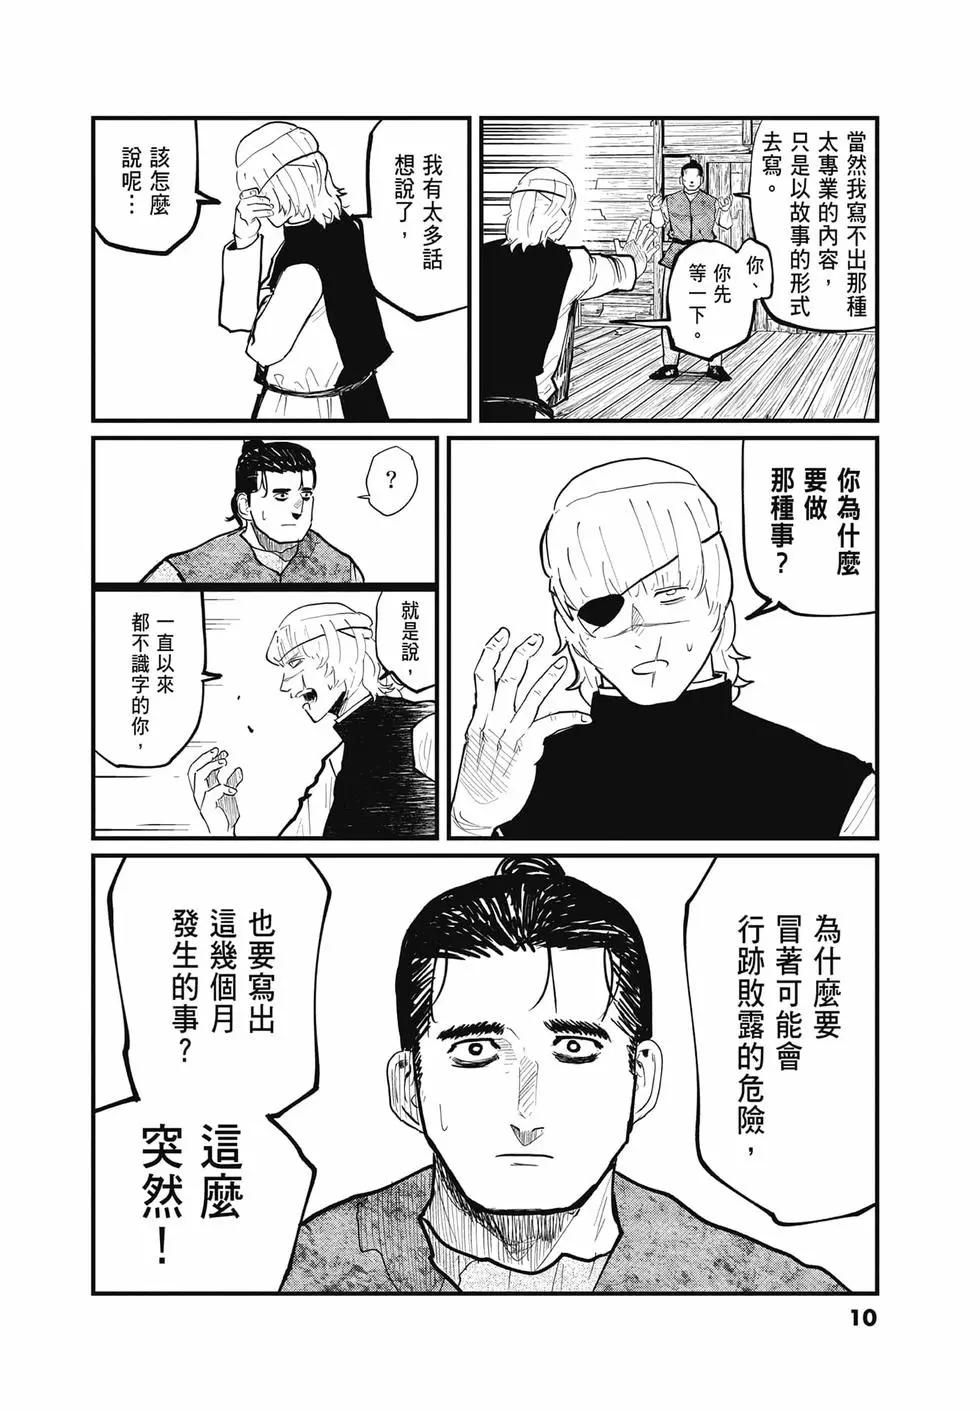 當然我寫不出那種
太專業的內容，
只是以故事的形式
去寫。
你、
你先
等一下。
我有太多話
想說了，
該怎麼
說呢…
你為什麼
要做
那種事？
？
就是說，
一直以來
都不識字的你，
為什麼要
冒著可能會
行跡敗露的危險，
也要寫出
這幾個月
發生的事？
這麼
突然！
10